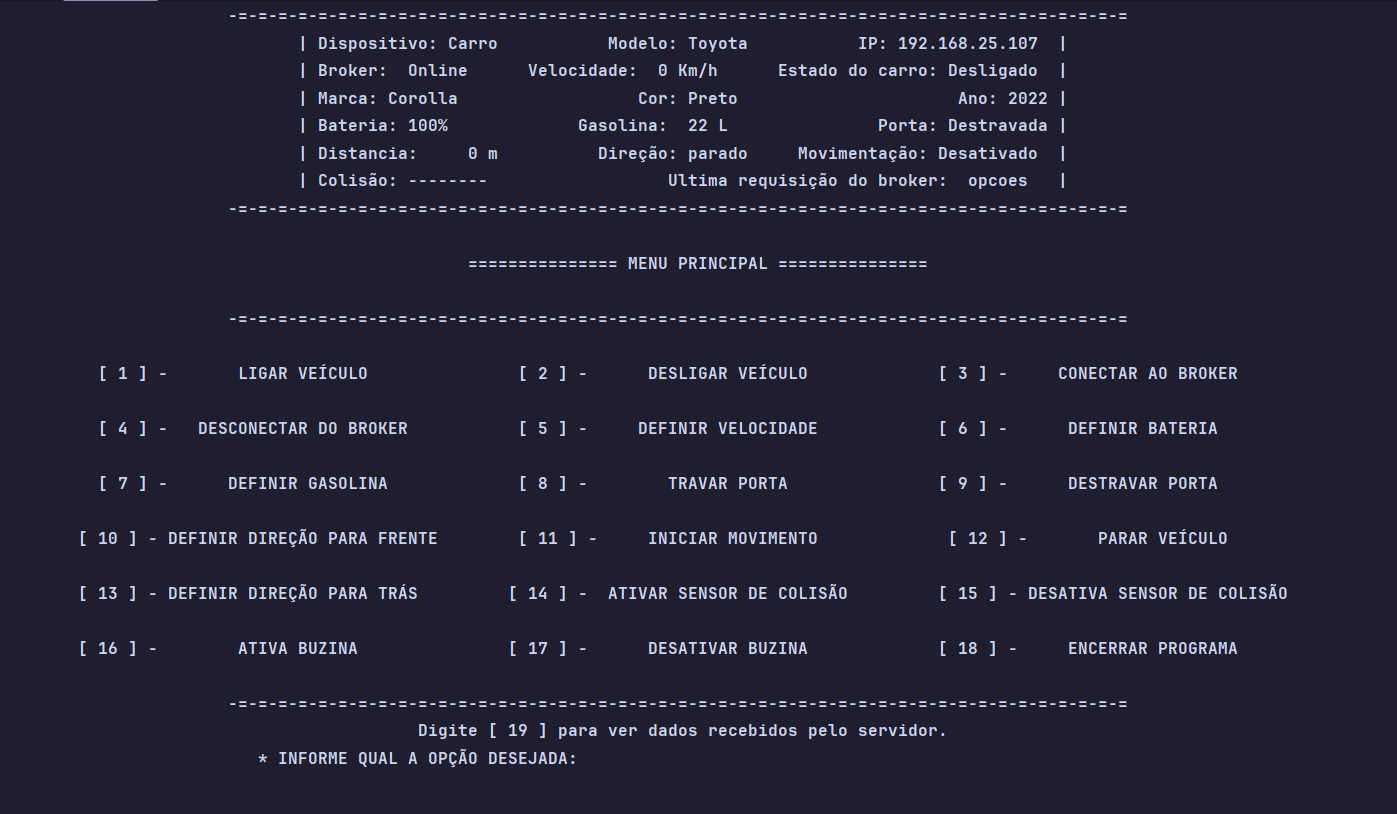 -=-=-=-=-=-=-=-=-=-=-=-=-=-=-=-=-=-=-=-=-=-=-=-=-=-=-=-=-=-=-=-=-=-=-=-=-=-=-=-=-=-=-=-=-=
| Dispositivo: Carro Modelo: Toyota IP: 192.168.25.107 |
| Broker: Online Velocidade: 0 Km/h Estado do carro: Desligado |
| Marca: Corolla Cor: Preto Ano: 2022 |
| Bateria: 100% Gasolina: 22 L Porta: Destravada |
| Distancia: 0 m Direção: parado Movimentação: Desativado |
| Colisão: -------- Ultima requisição do broker: opcoes |
-=-=-=-=-=-=-=-=-=-=-=-=-=-=-=-=-=-=-=-=-=-=-=-=-=-=-=-=-=-=-=-=-=-=-=-=-=-=-=-=-=-=-=-=-=
=============== MENU PRINCIPAL ===============
-=-=-=-=-=-=-=-=-=-=-=-=-=-=-=-=-=-=-=-=-=-=-=-=-=-=-=-=-=-=-=-=-=-=-=-=-=-=-=-=-=-=-=-=-=
[ 1 ] - LIGAR VEÍCULO [ 2 ] - DESLIGAR VEÍCULO [ 3 ] - CONECTAR AO BROKER
[ 4 ] - DESCONECTAR DO BROKER [ 5 ] - DEFINIR VELOCIDADE [ 6 ] - DEFINIR BATERIA
[ 7 ] - DEFINIR GASOLINA [ 8 ] - TRAVAR PORTA [ 9 ] - DESTRAVAR PORTA
[ 10 ] - DEFINIR DIREÇÃO PARA FRENTE [ 11 ] - INICIAR MOVIMENTO [ 12 ] - PARAR VEÍCULO
[ 13 ] - DEFINIR DIREÇÃO PARA TRÁS [ 14 ] - ATIVAR SENSOR DE COLISÃO [ 15 ] - DESATIVA SENSOR DE COLISÃO
[ 16 ] - ATIVA BUZINA [ 17 ] - DESATIVAR BUZINA [ 18 ] - ENCERRAR PROGRAMA
-=-=-=-=-=-=-=-=-=-=-=-=-=-=-=-=-=-=-=-=-=-=-=-=-=-=-=-=-=-=-=-=-=-=-=-=-=-=-=-=-=-=-=-=-=
Digite [ 19 ] para ver dados recebidos pelo servidor.
* INFORME QUAL A OPÇÃO DESEJADA: